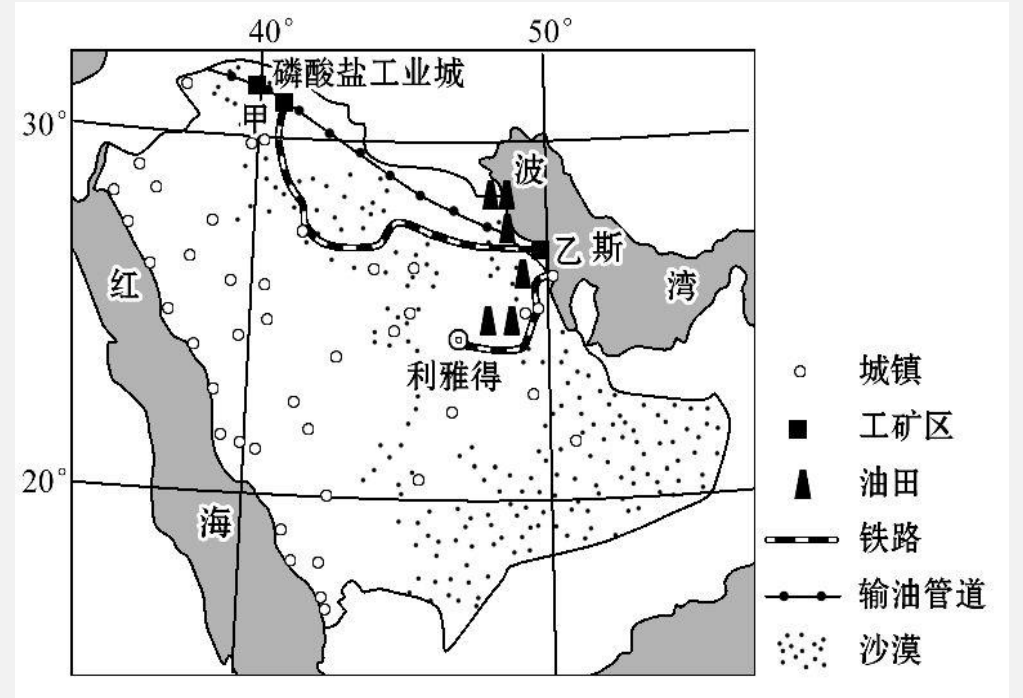 40°
50°
磷酸盐工业城
甲
30°
波
斯
湾
乙
红
海
利雅得
20°
城镇
工矿区
油田
铁路
输油管道
沙漠